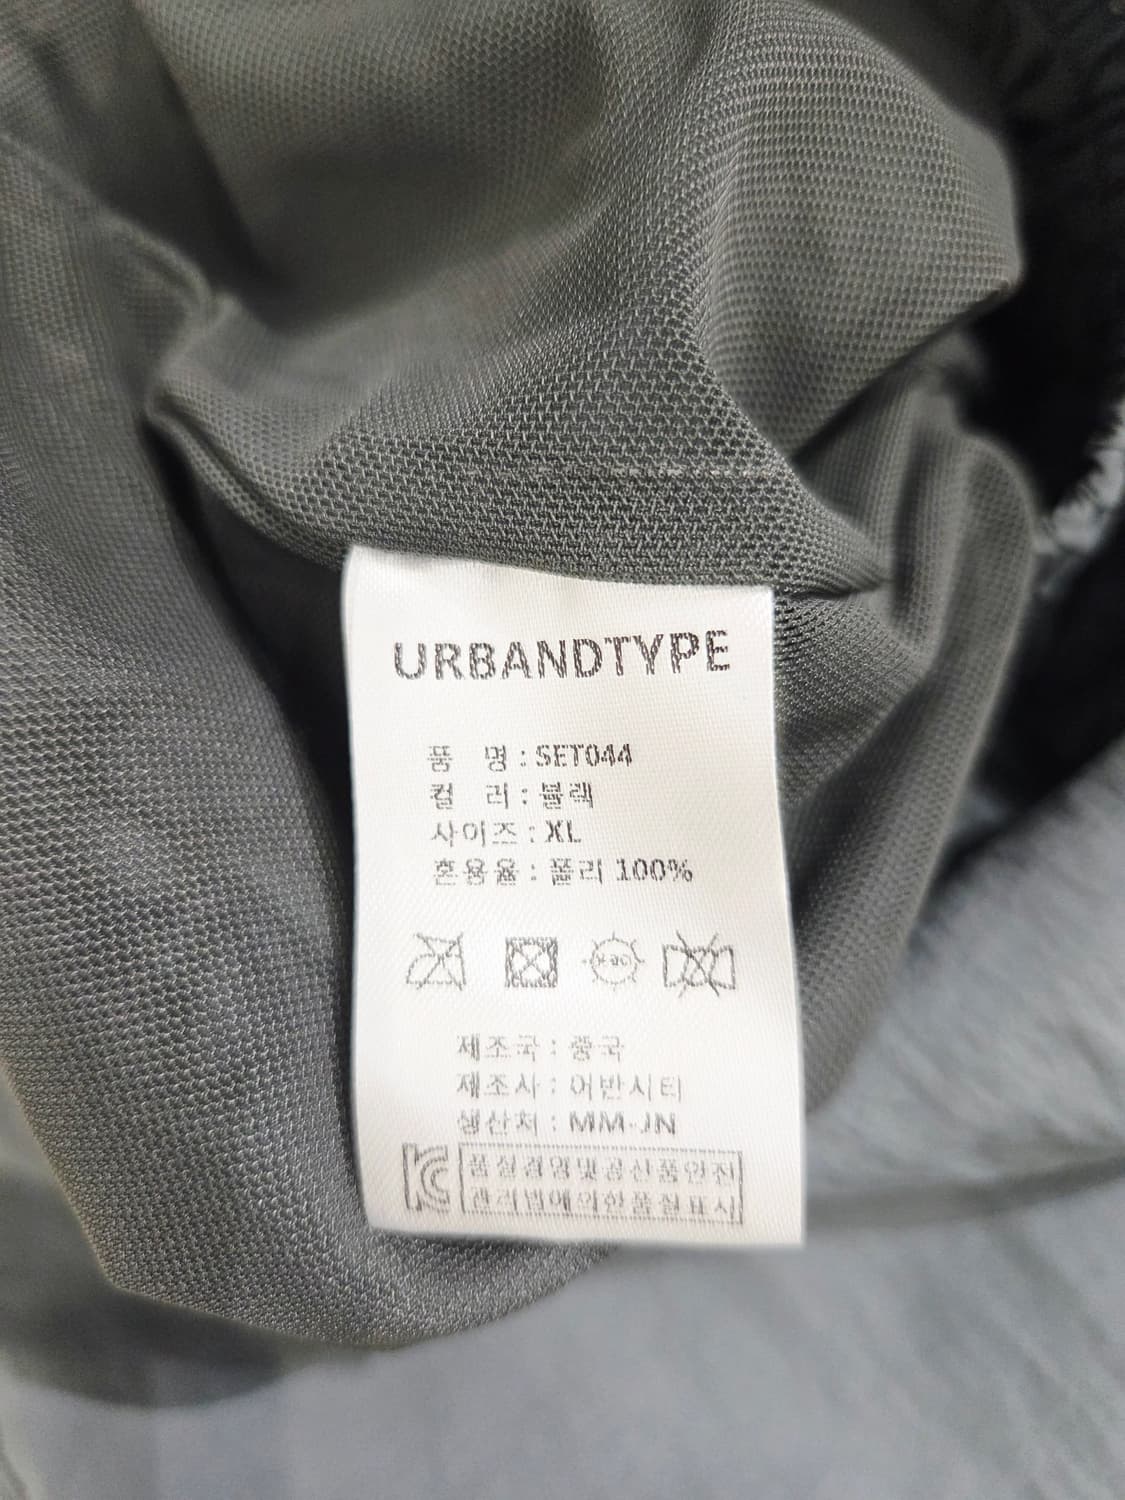 URBANDTYPE
품 명 : SET044
컬 러 : 블랙
사이즈 : XL
혼용율 : 폴리 100%
제조국 : 중국
제조사 : 어반시티
생산처 : MM-JN
품질경영및공산품안전
관리법에의한품질표시